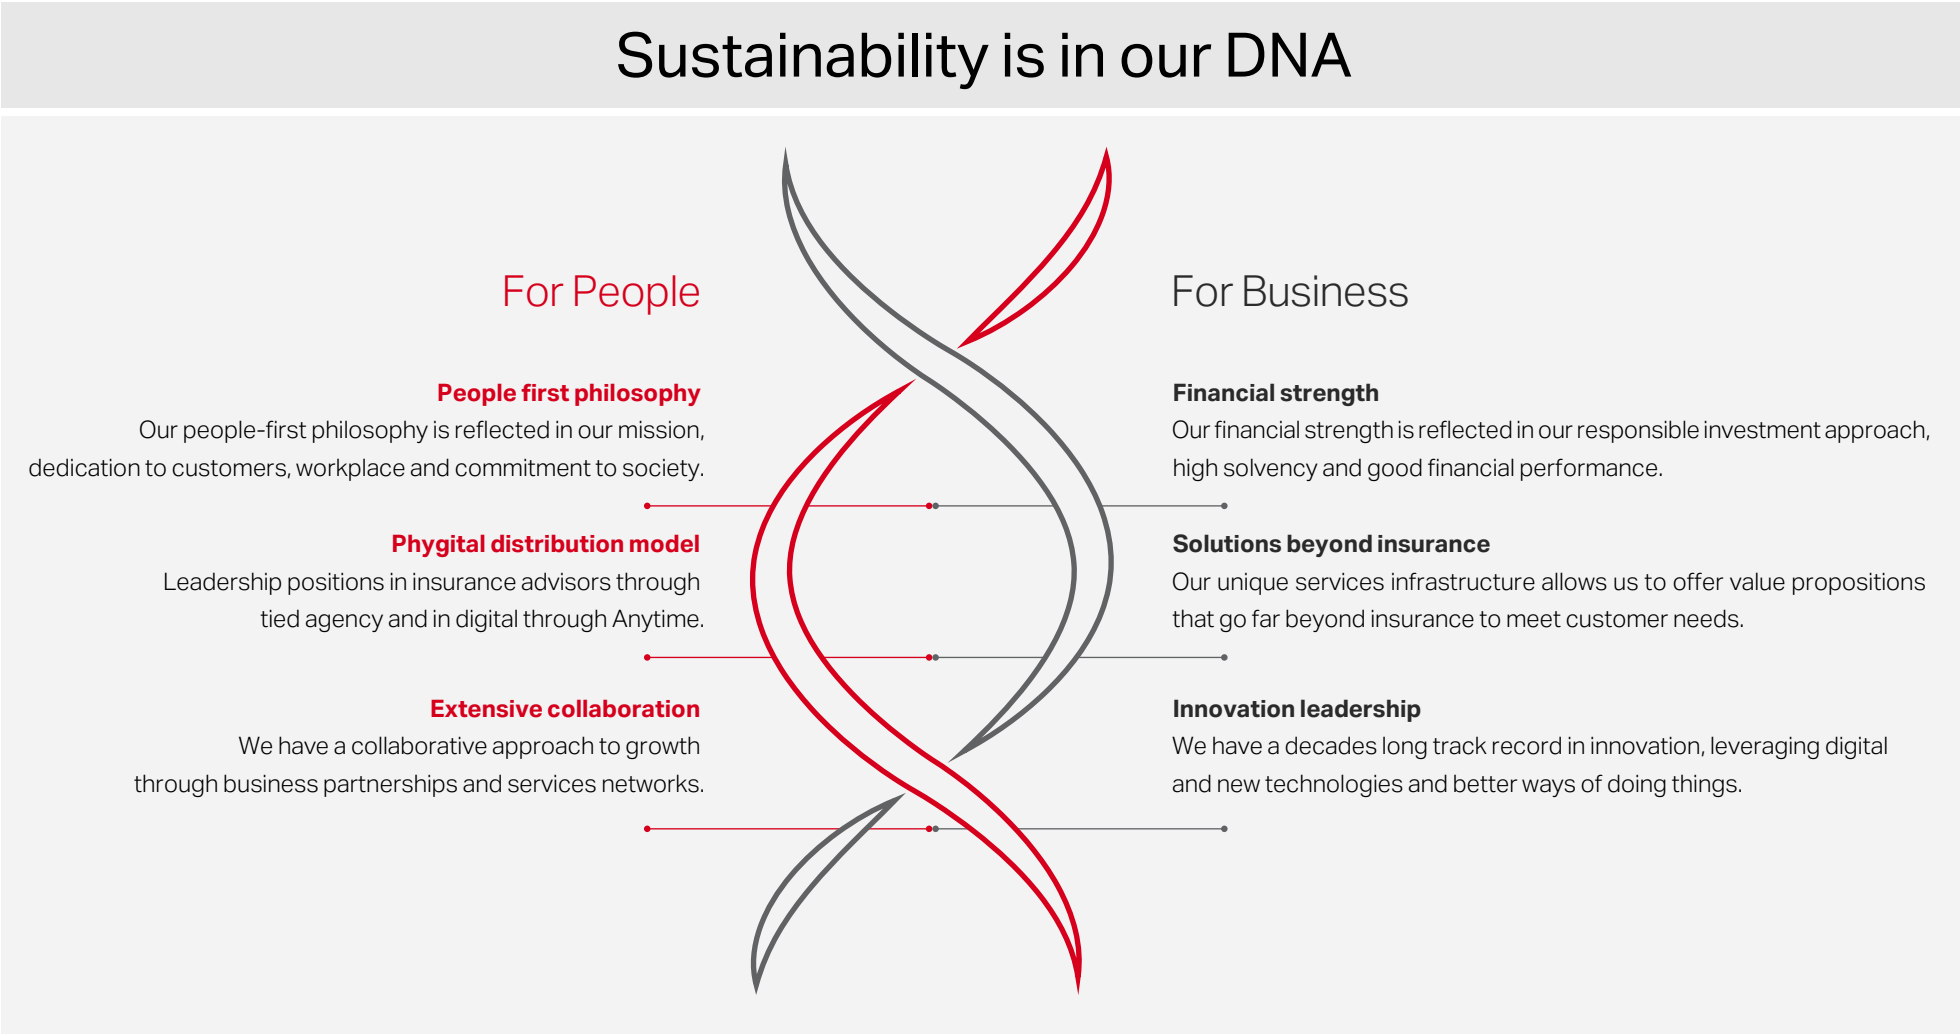 Sustainability is in our DNA
For People
People first philosophy
Our people-first philosophy is reflected in our mission,
dedication to customers, workplace and commitment to society.
Phygital distribution model
Leadership positions in insurance advisors through
tied agency and in digital through Anytime.
Extensive collaboration
We have a collaborative approach to growth
through business partnerships and services networks.
For Business
Financial strength
Our financial strength is reflected in our responsible investment approach,
high solvency and good financial performance.
Solutions beyond insurance
Our unique services infrastructure allows us to offer value propositions
that go far beyond insurance to meet customer needs.
Innovation leadership
We have a decades long track record in innovation, leveraging digital
and new technologies and better ways of doing things.